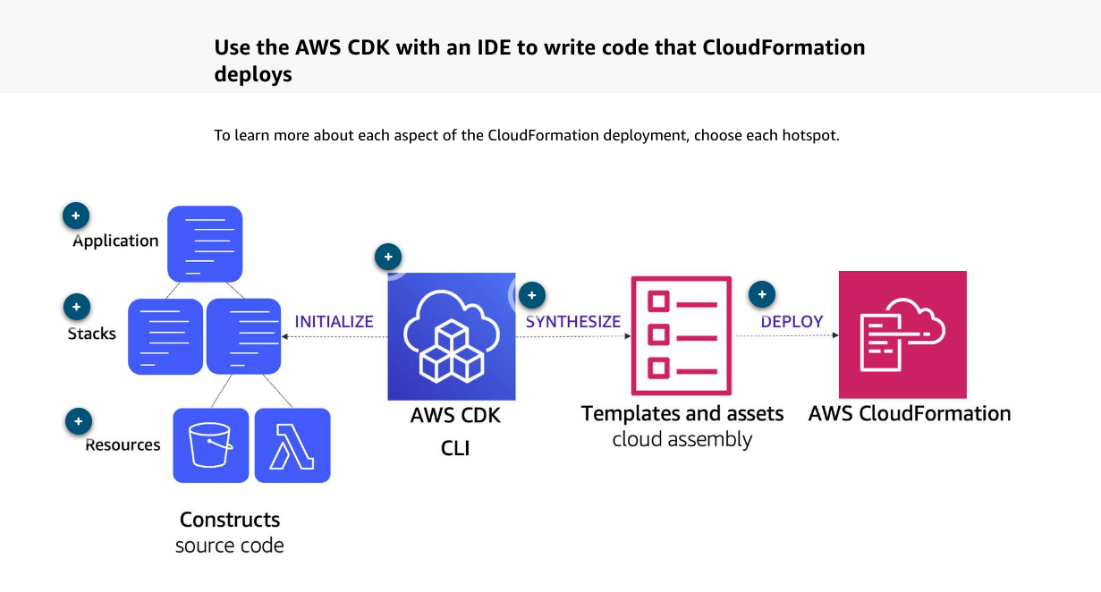 Use the AWS CDK with an IDE to write code that CloudFormation
deploys
To learn more about each aspect of the CloudFormation deployment, choose each hotspot.
Application
Stacks
Resources
INITIALIZE
SYNTHESIZE
DEPLOY
AWS CDK
CLI
Templates and assets
cloud assembly
AWS CloudFormation
Constructs
source code